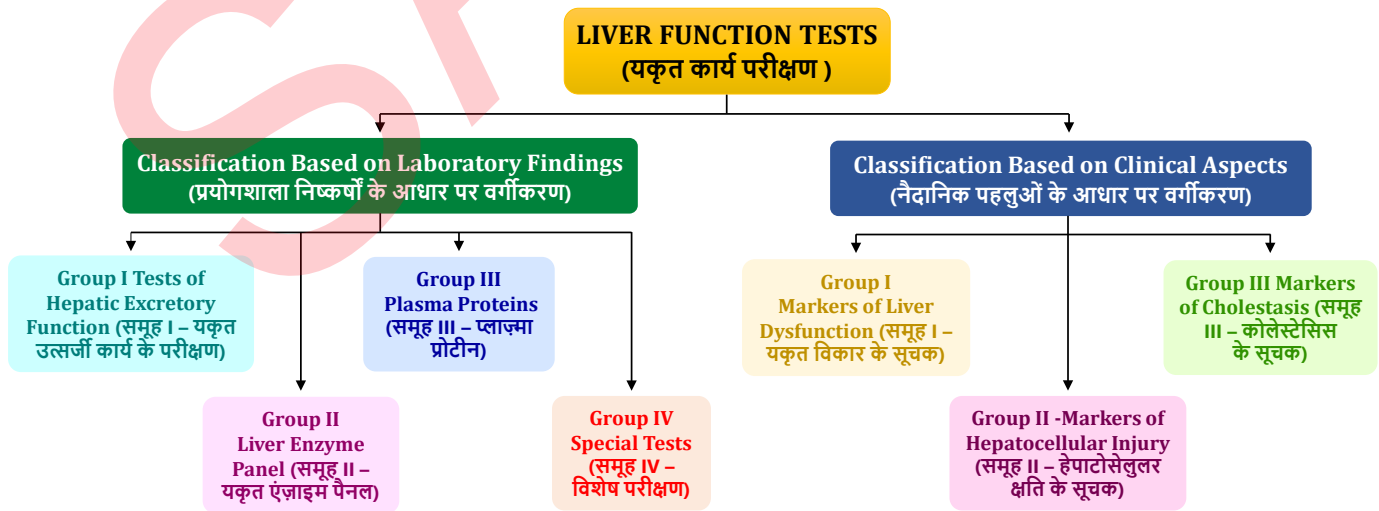 LIVER FUNCTION TESTS
(यकृत कार्य परीक्षण )
Classification Based on Laboratory Findings
(प्रयोगशाला निष्कर्षों के आधार पर वर्गीकरण)
Classification Based on Clinical Aspects
(नैदानिक पहलुओं के आधार पर वर्गीकरण)
Group I Tests of
Hepatic Excretory
Function (समूह I – यकृत
उत्सर्जी कार्य के परीक्षण)
Group III
Plasma Proteins
(समूह III – प्लाज़्मा
प्रोटीन)
Group I
Markers of Liver
Dysfunction (समूह I –
यकृत विकार के सूचक)
Group III Markers
of Cholestasis (समूह
III – कोलेस्टेसिस
के सूचक)
Group II
Liver Enzyme
Panel (समूह II –
यकृत एंज़ाइम पैनल)
Group IV
Special Tests
(समूह IV –
विशेष परीक्षण)
Group II -Markers of
Hepatocellular Injury
(समूह II – हेपाटोसेलुलर
क्षति के सूचक)